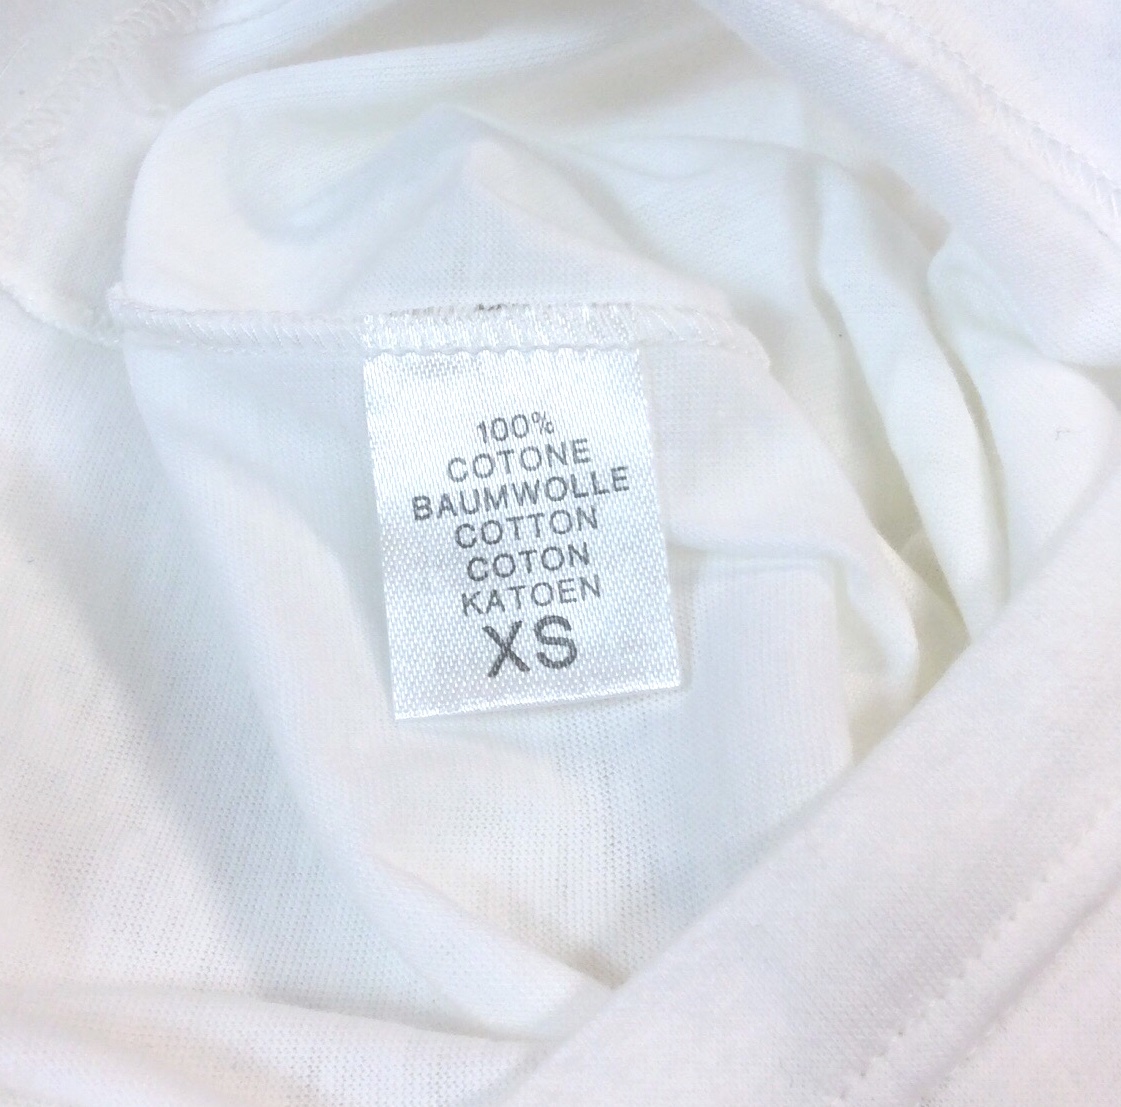 100%
COTONE
BAUMWOLLE
COTTON
COTON
KATOEN
XS